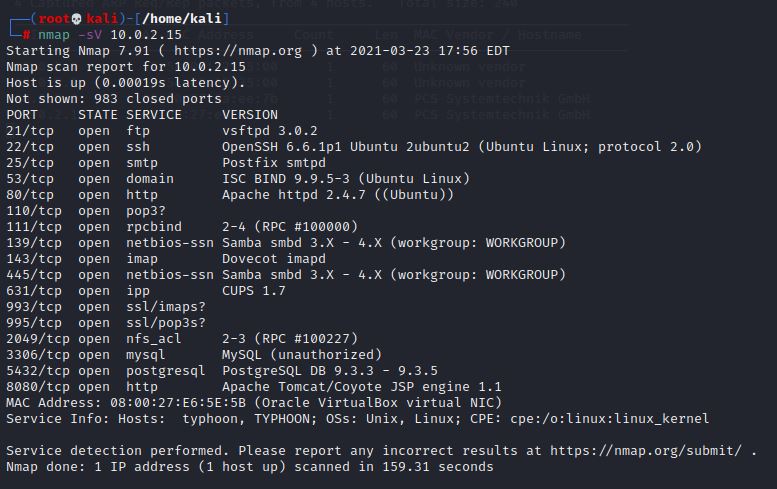 (root💀kali)-[/home/kali]
# nmap -sV 10.0.2.15
Starting Nmap 7.91 ( https://nmap.org ) at 2021-03-23 17:56 EDT
Nmap scan report for 10.0.2.15
Host is up (0.00019s latency).
Not shown: 983 closed ports
PORT     STATE SERVICE     VERSION
21/tcp   open  ftp         vsftpd 3.0.2
22/tcp   open  ssh         OpenSSH 6.6.1p1 Ubuntu 2ubuntu2 (Ubuntu Linux; protocol 2.0)
25/tcp   open  smtp        Postfix smtpd
53/tcp   open  domain      ISC BIND 9.9.5-3 (Ubuntu Linux)
80/tcp   open  http        Apache httpd 2.4.7 ((Ubuntu))
110/tcp  open  pop3?
111/tcp  open  rpcbind     2-4 (RPC #100000)
139/tcp  open  netbios-ssn Samba smbd 3.X - 4.X (workgroup: WORKGROUP)
143/tcp  open  imap        Dovecot imapd
445/tcp  open  netbios-ssn Samba smbd 3.X - 4.X (workgroup: WORKGROUP)
631/tcp  open  ipp         CUPS 1.7
993/tcp  open  ssl/imaps?
995/tcp  open  ssl/pop3s?
2049/tcp open  nfs_acl     2-3 (RPC #100227)
3306/tcp open  mysql       MySQL (unauthorized)
5432/tcp open  postgresql  PostgreSQL DB 9.3.3 - 9.3.5
8080/tcp open  http        Apache Tomcat/Coyote JSP engine 1.1
MAC Address: 08:00:27:E6:5E:5B (Oracle VirtualBox virtual NIC)
Service Info: Hosts:  typhoon, TYPHOON; OSs: Unix, Linux; CPE: cpe:/o:linux:linux_kernel
Service detection performed. Please report any incorrect results at https://nmap.org/submit/ .
Nmap done: 1 IP address (1 host up) scanned in 159.31 seconds